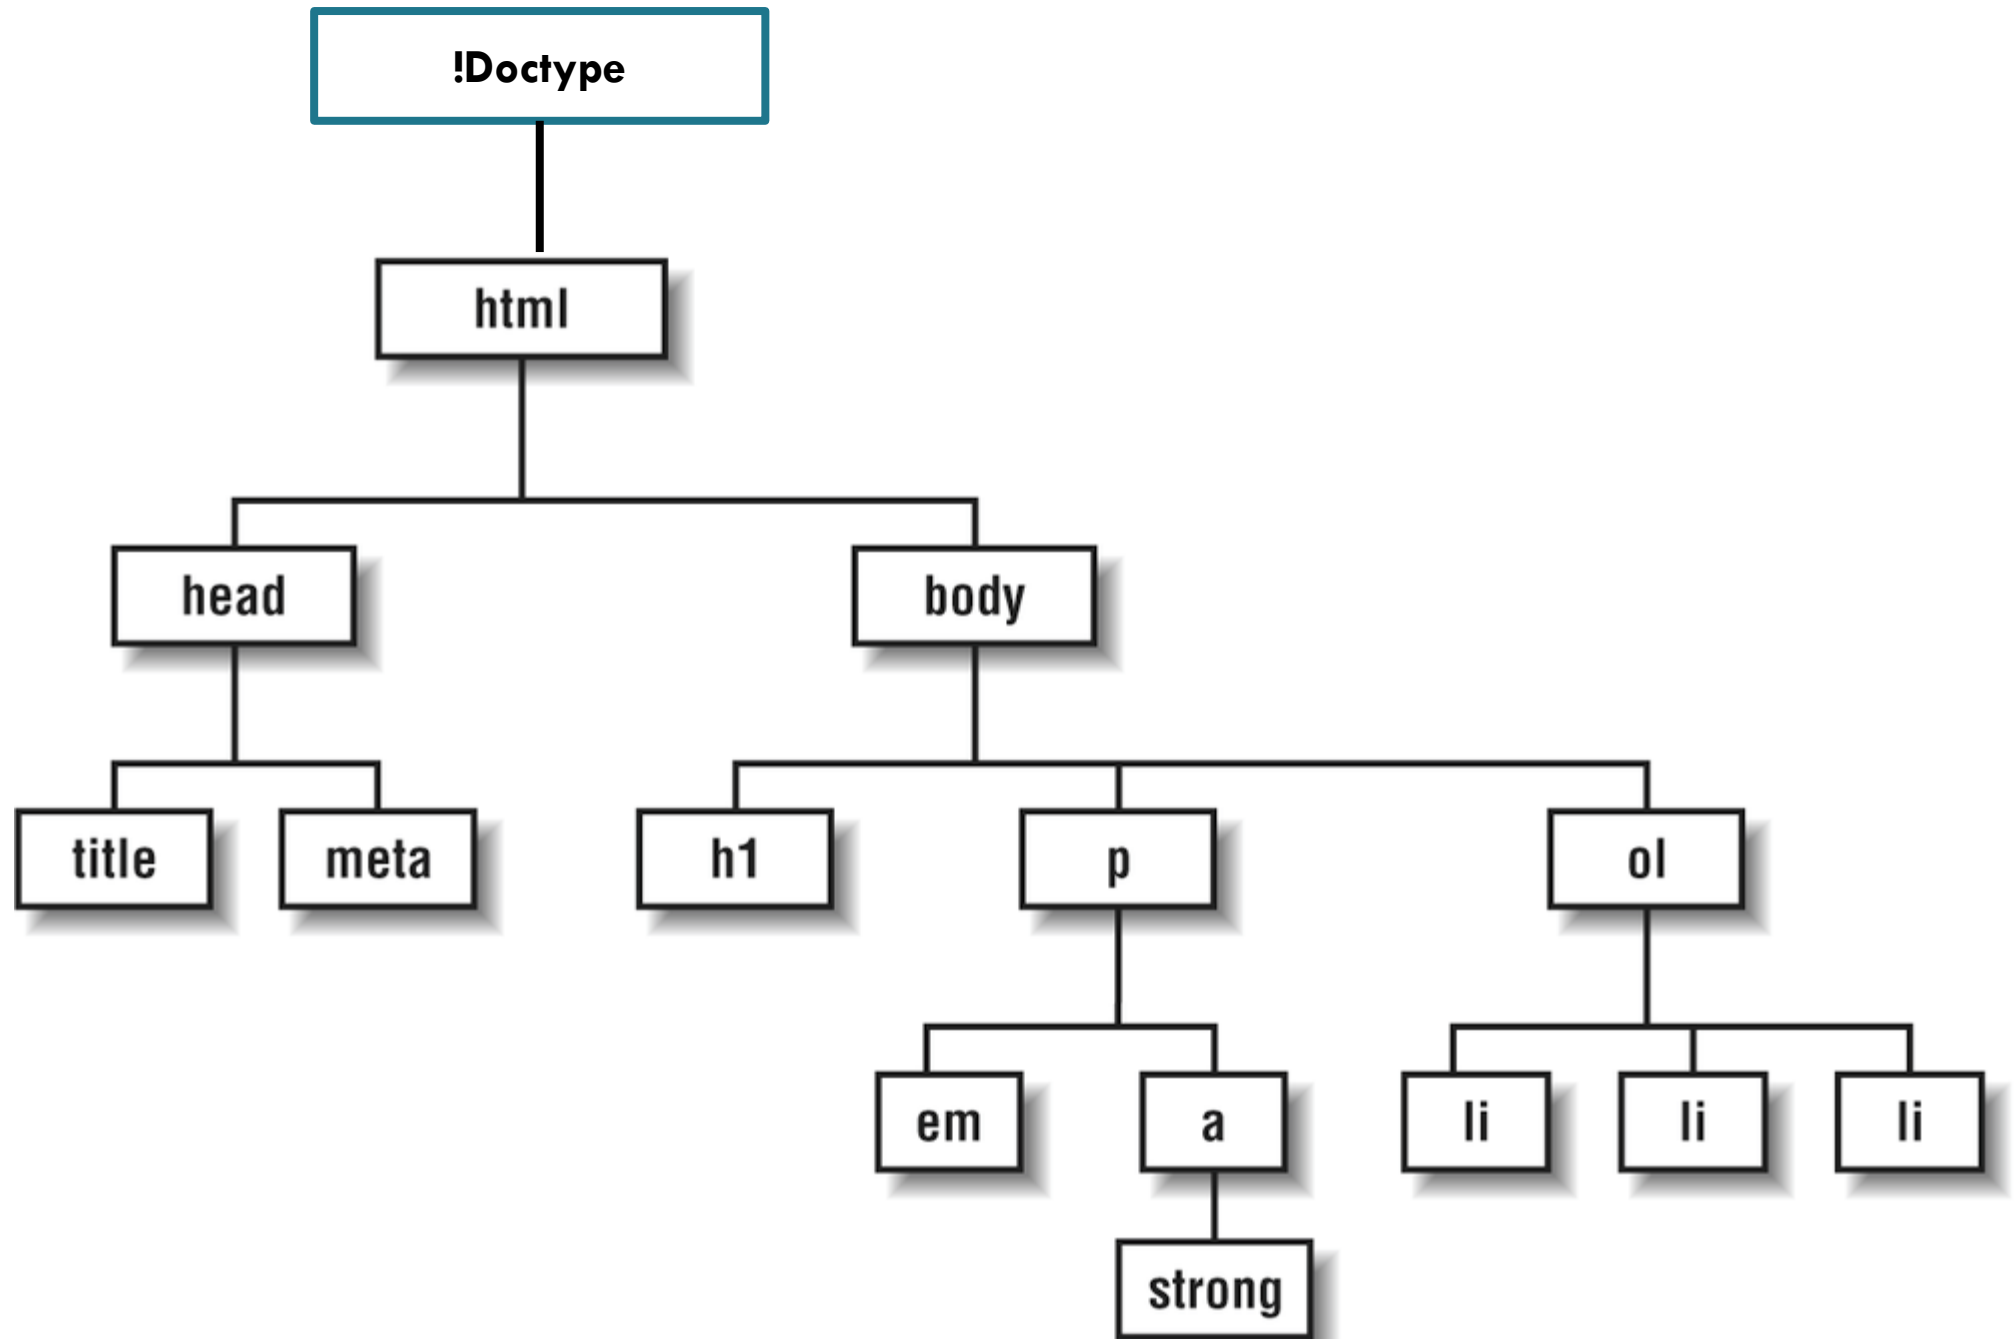 !Doctype
html
head
body
title
meta
h1
p
ol
em
a
li
li
li
strong